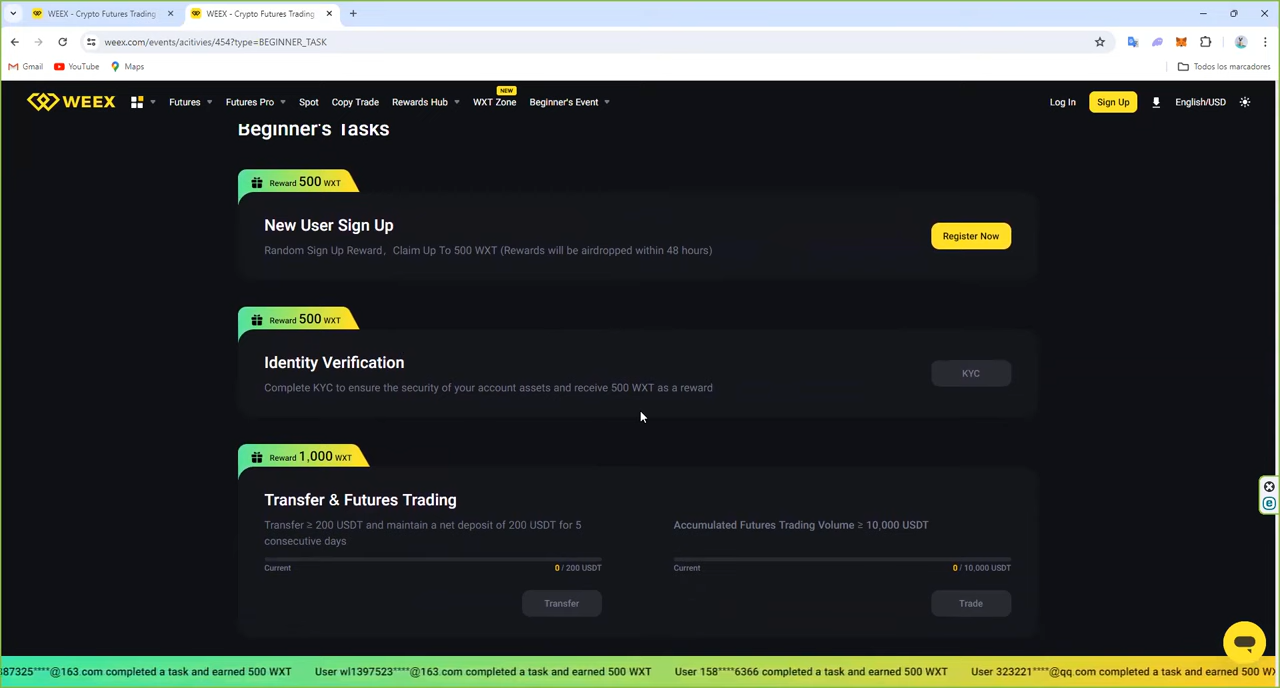 WEEX - Crypto Futures Trading
WEEX - Crypto Futures Trading
weex.com/events/acitivies/454?type=BEGINNER_TASK
Gmail YouTube Maps Todos los marcadores
WEEX Futures Futures Pro Spot Copy Trade Rewards Hub WXT Zone NEW Beginner's Event Log In Sign Up English/USD
Beginner's Tasks
Reward 500 WXT
New User Sign Up
Random Sign Up Reward, Claim Up To 500 WXT (Rewards will be airdropped within 48 hours)
Register Now
Reward 500 WXT
Identity Verification
Complete KYC to ensure the security of your account assets and receive 500 WXT as a reward
KYC
Reward 1,000 WXT
Transfer & Futures Trading
Transfer ≥ 200 USDT and maintain a net deposit of 200 USDT for 5
consecutive days
Current 0 / 200 USDT
Transfer
Accumulated Futures Trading Volume ≥ 10,000 USDT
Current 0 / 10,000 USDT
Trade
87325****@163.com completed a task and earned 500 WXT User wl1397523****@163.com completed a task and earned 500 WXT User 158****6366 completed a task and earned 500 WXT User 323221****@qq.com completed a task and earned 500 WX